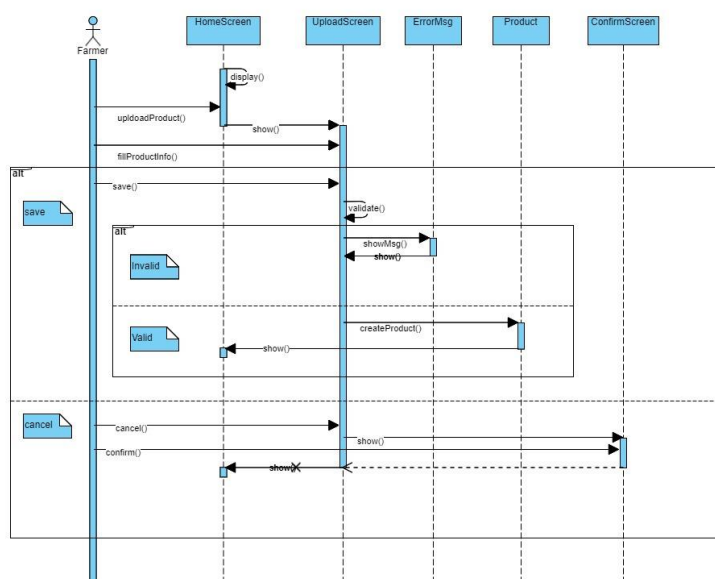 HomeScreen UploadScreen ErrorMsg Product ConfirmScreen
Farmer
display()
upldoadProduct()
show()
fillProductInfo()
alt
save()
save
validate()
alt
showMsg()
show()
Invalid
createProduct()
Valid
show()
cancel
cancel()
show()
confirm()
show()